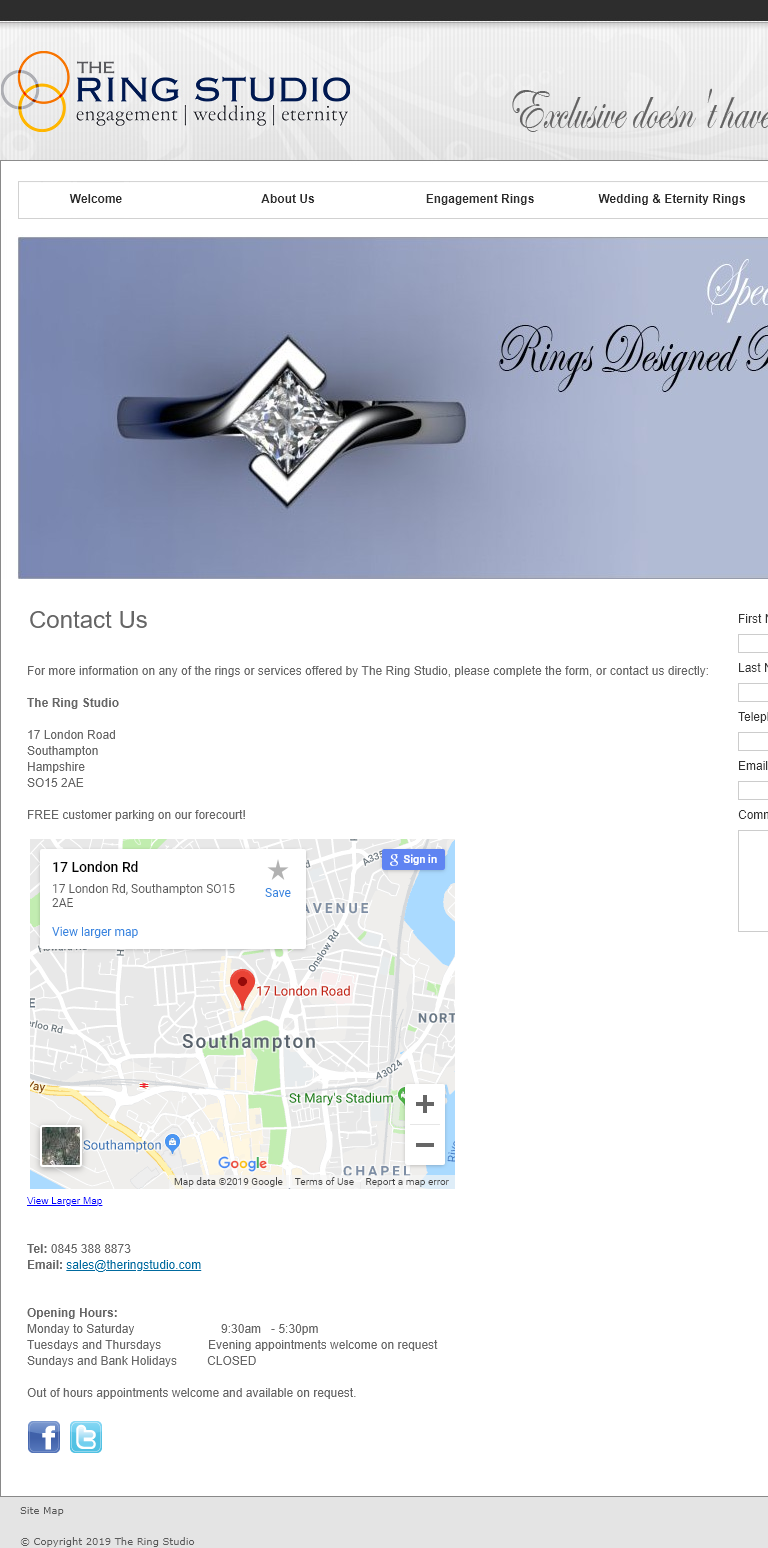 THE
RING STUDIO
engagement | wedding | eternity
Exclusive doesn't have
Welcome
About Us
Engagement Rings
Wedding & Eternity Rings
Rings Designed
Contact Us
For more information on any of the rings or services offered by The Ring Studio, please complete the form, or contact us directly:
The Ring Studio
17 London Road
Southampton
Hampshire
SO15 2AE
FREE customer parking on our forecourt!
17 London Rd
17 London Rd, Southampton SO15
2AE
View larger map
Save
Sign in
AVENUE
Onslow Rd
17 London Road
NORT
Southampton
A3024
St Mary's Stadium
Southampton
Google
CHAPEL
Map data ©2019 Google Terms of Use Report a map error
View Larger Map
Tel: 0845 388 8873
Email: sales@theringstudio.com
Opening Hours:
Monday to Saturday 9:30am - 5:30pm
Tuesdays and Thursdays Evening appointments welcome on request
Sundays and Bank Holidays CLOSED
Out of hours appointments welcome and available on request.
First
Last
Email
Site Map
© Copyright 2019 The Ring Studio